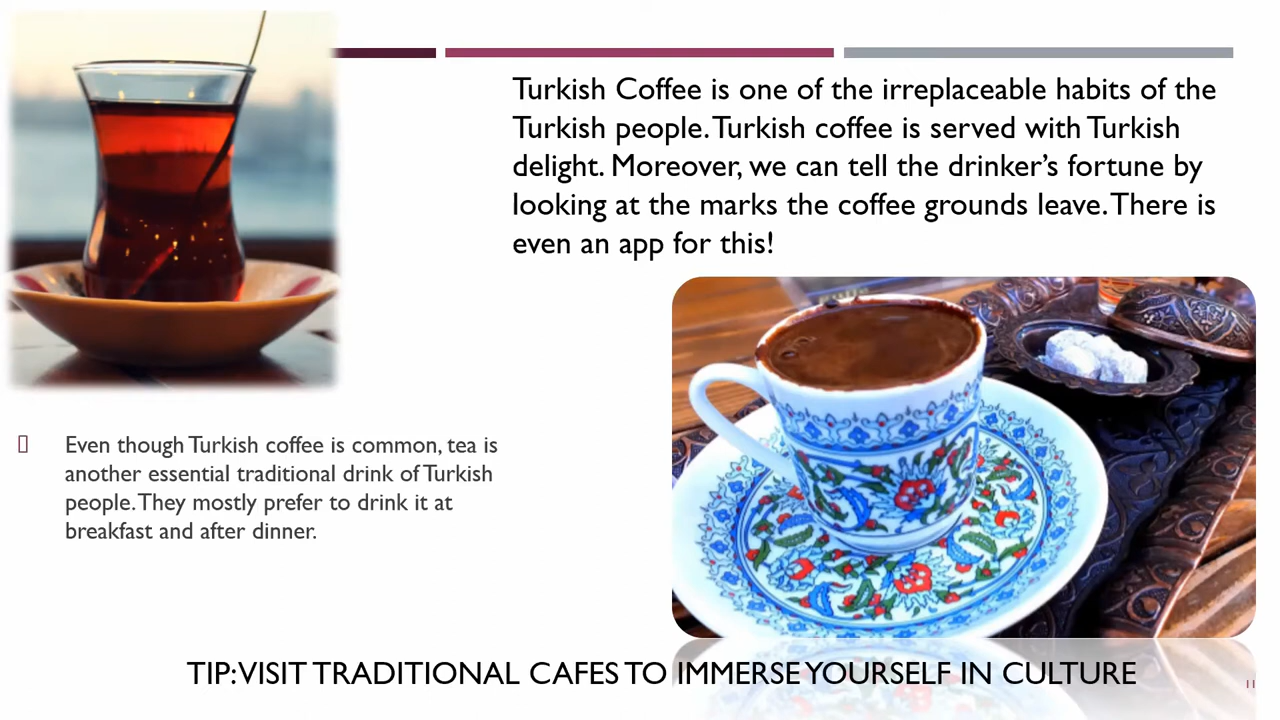 Turkish Coffee is one of the irreplaceable habits of the
Turkish people. Turkish coffee is served with Turkish
delight. Moreover, we can tell the drinker’s fortune by
looking at the marks the coffee grounds leave. There is
even an app for this!
Even though Turkish coffee is common, tea is
another essential traditional drink of Turkish
people. They mostly prefer to drink it at
breakfast and after dinner.
TIP: VISIT TRADITIONAL CAFES TO IMMERSE YOURSELF IN CULTURE
11